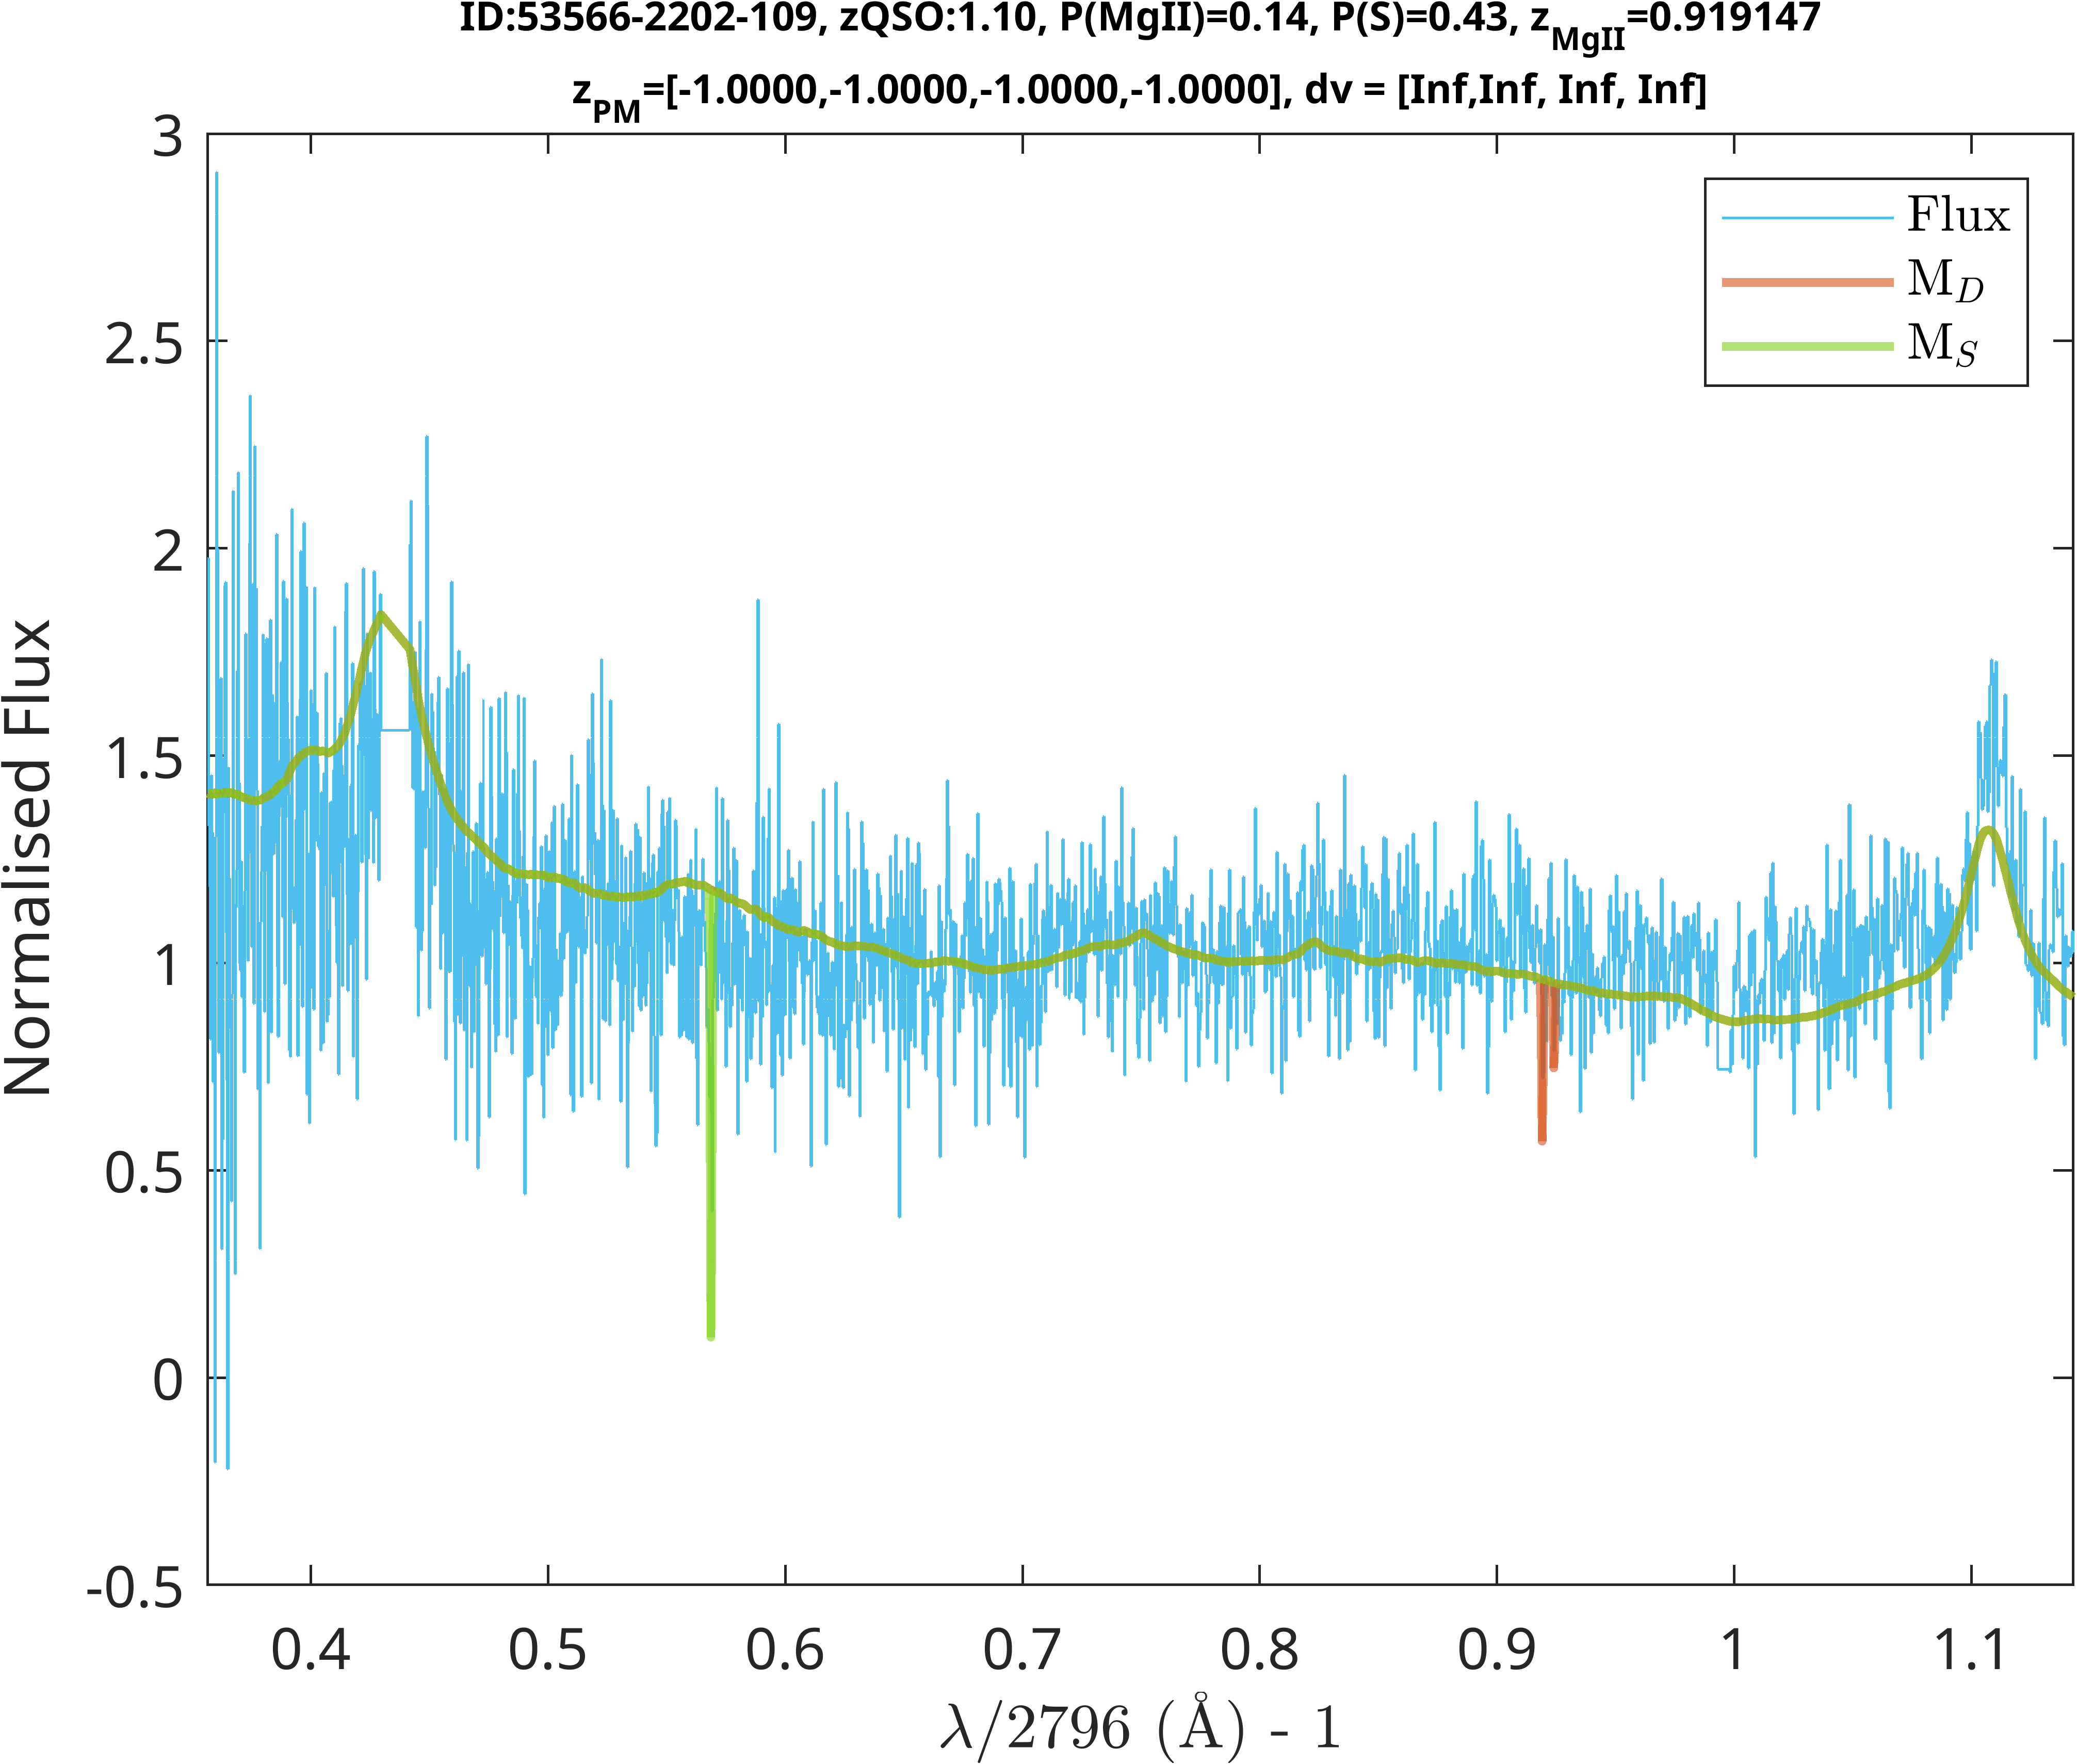 ID:53566-2202-109, zQSO:1.10, P(MgII)=0.14, P(S)=0.43, zMgII=0.919147
zPM=[-1.0000,-1.0000,-1.0000,-1.0000], dv = [Inf,Inf, Inf, Inf]
3
2.5
2
1.5
1
0.5
0
-0.5
Normalised Flux
Flux
MD
MS
0.4 0.5 0.6 0.7 0.8 0.9 1 1.1
λ/2796 (Å) - 1